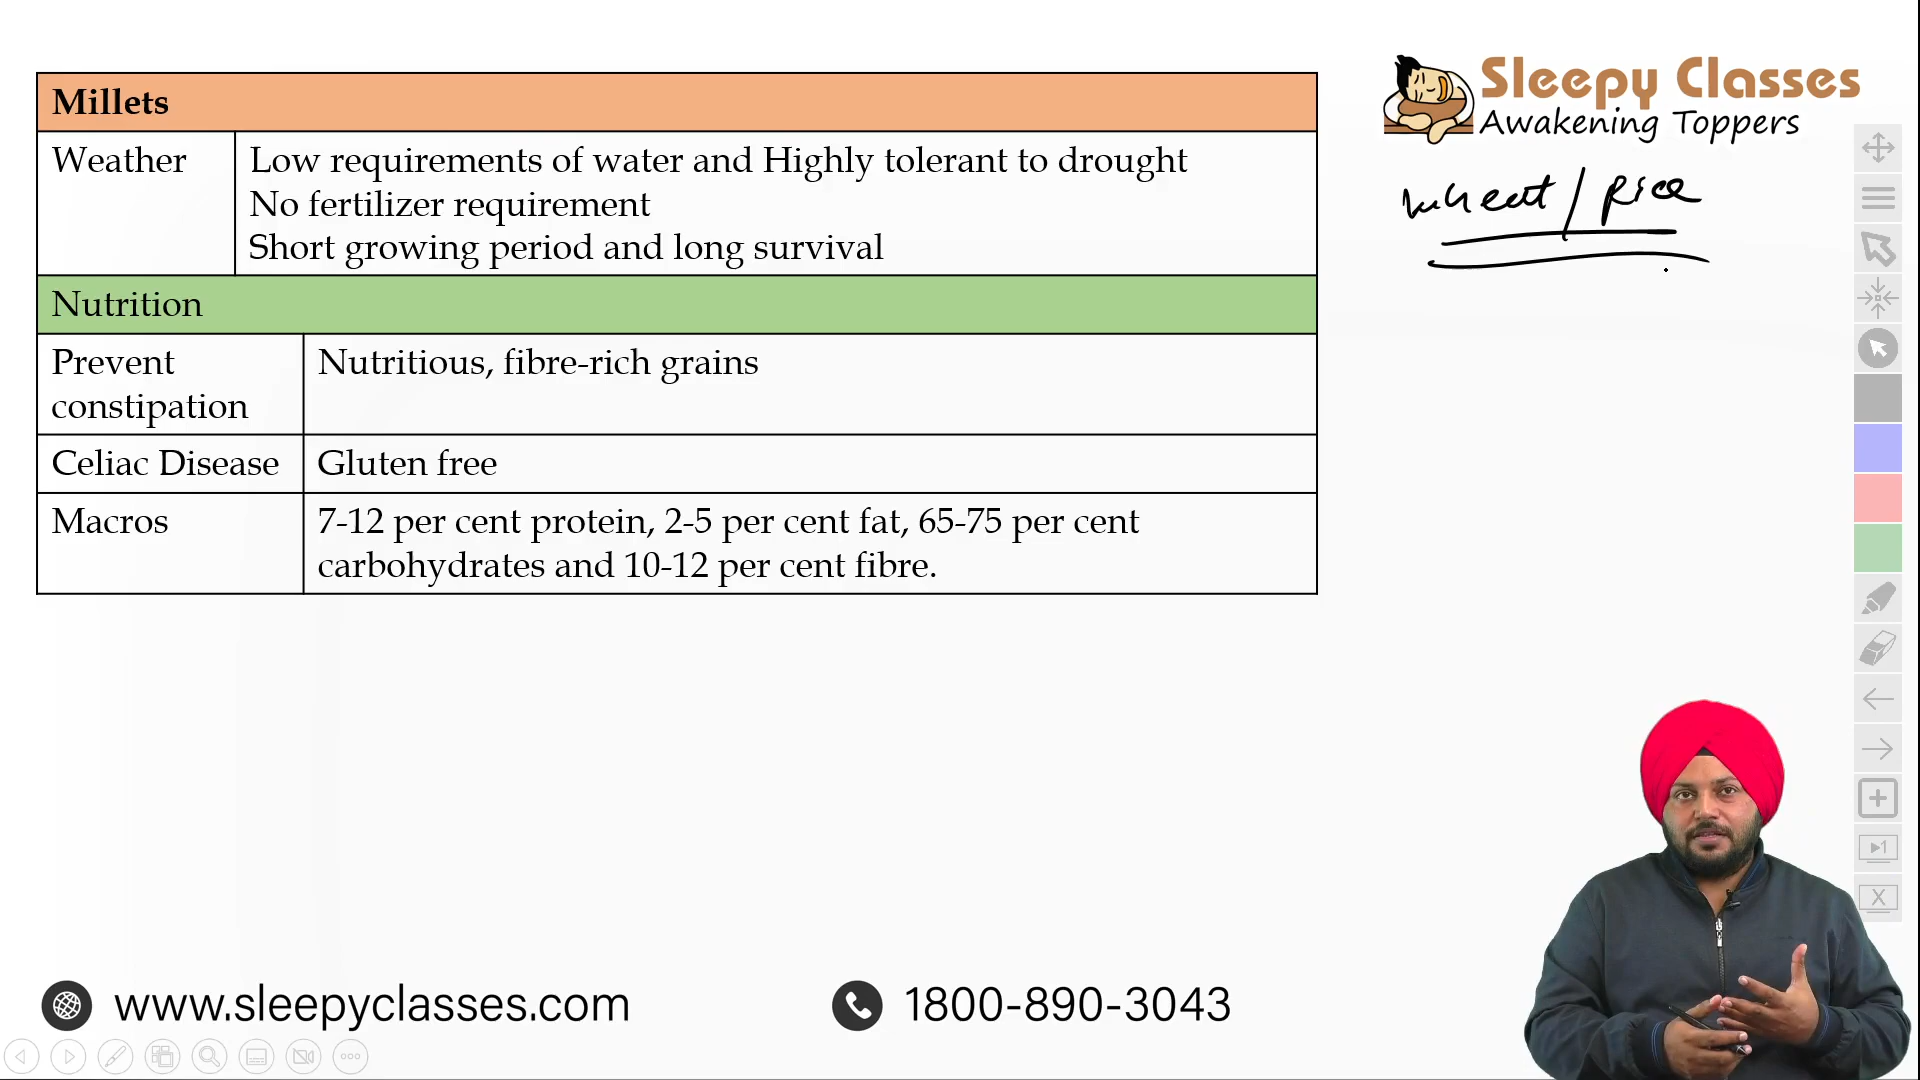 Millets
Weather
Low requirements of water and Highly tolerant to drought
No fertilizer requirement
Short growing period and long survival
Nutrition
Prevent
constipation
Nutritious, fibre-rich grains
Celiac Disease
Gluten free
Macros
7-12 per cent protein, 2-5 per cent fat, 65-75 per cent
carbohydrates and 10-12 per cent fibre.
Sleepy Classes
Awakening Toppers
wheat / Rice
www.sleepyclasses.com
1800-890-3043